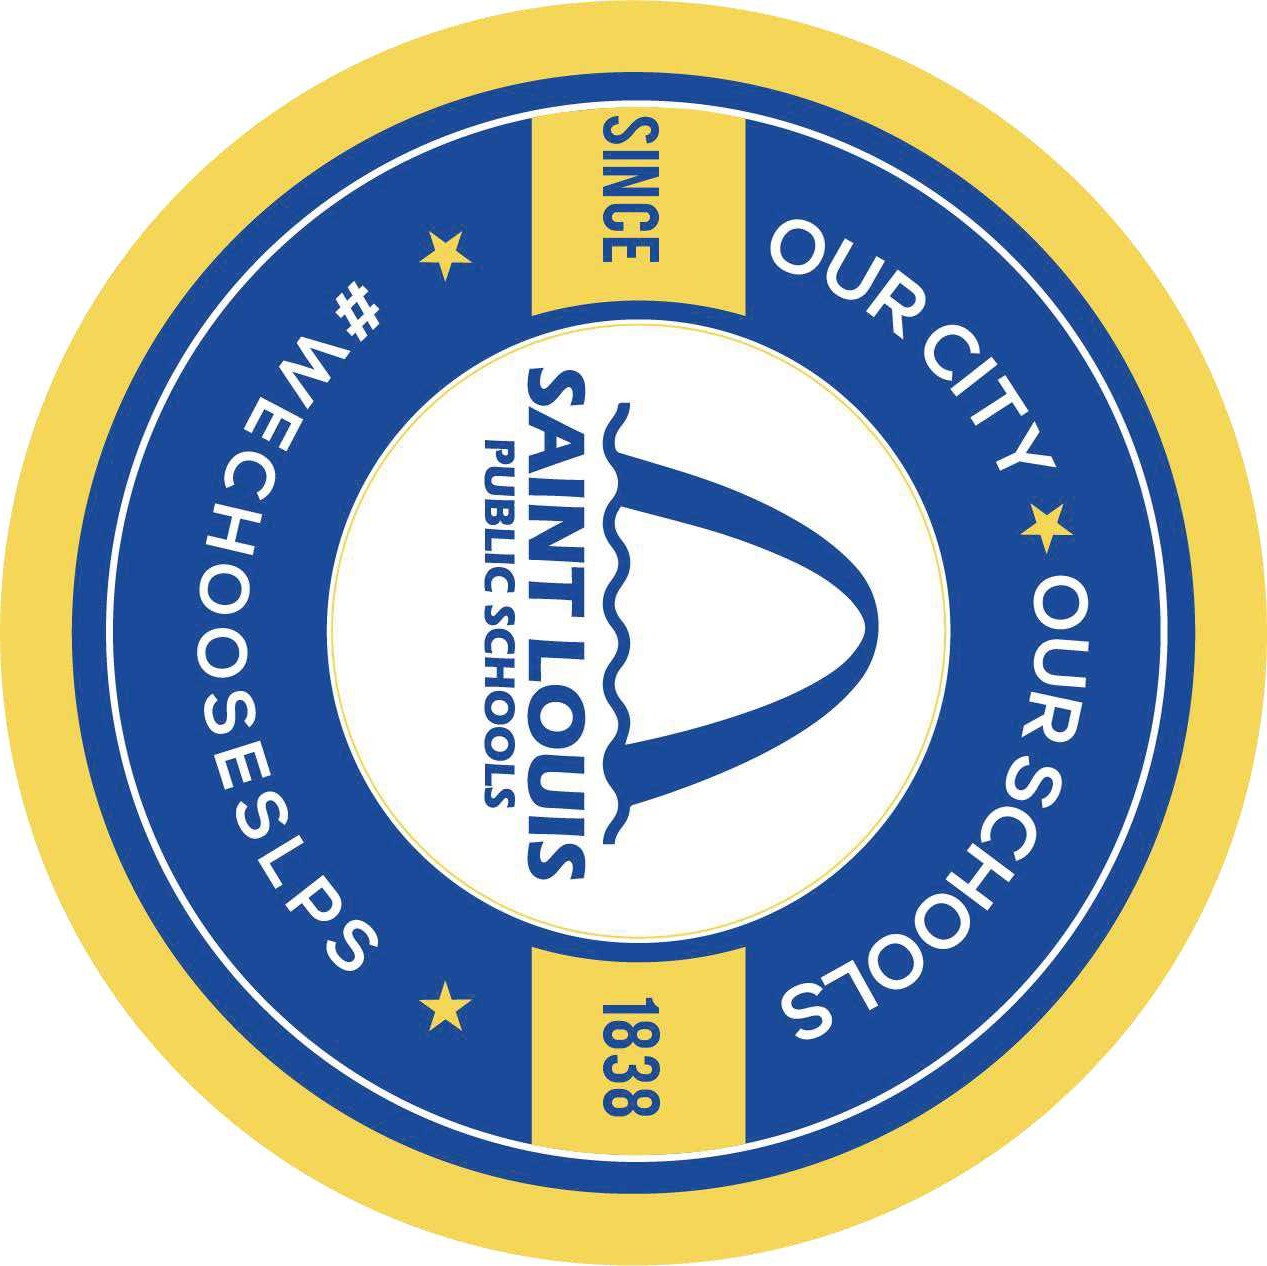 OUR CITY ★ OUR SCHOOLS
SINCE
SAINT LOUIS
PUBLIC SCHOOLS
1838
#WECHOOSESLPS